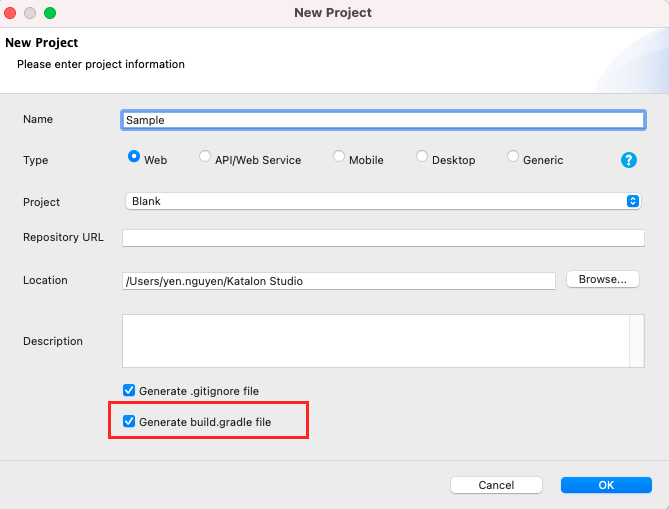 New Project
New Project
Please enter project information
Name Sample
Type Web API/Web Service Mobile Desktop Generic ?
Project Blank
Repository URL
Location /Users/yen.nguyen/Katalon Studio Browse...
Description
Generate .gitignore file
Generate build.gradle file
Cancel OK